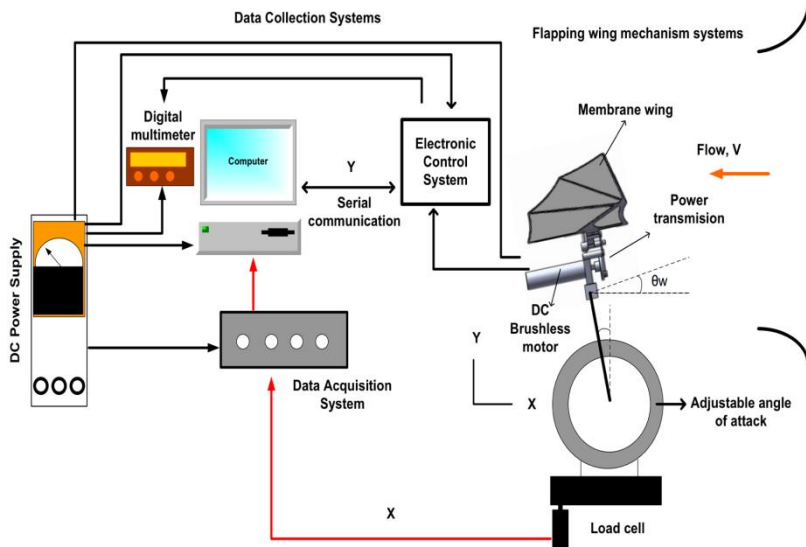 Data Collection Systems
Flapping wing mechanism systems
Digital
multimeter
Computer
Y
Serial
communication
Electronic
Control
System
Membrane wing
Flow, V
Power
transmision
θw
DC
Brushless
motor
DC Power Supply
Data Acquisition
System
Y
X
Adjustable angle
of attack
X
Load cell